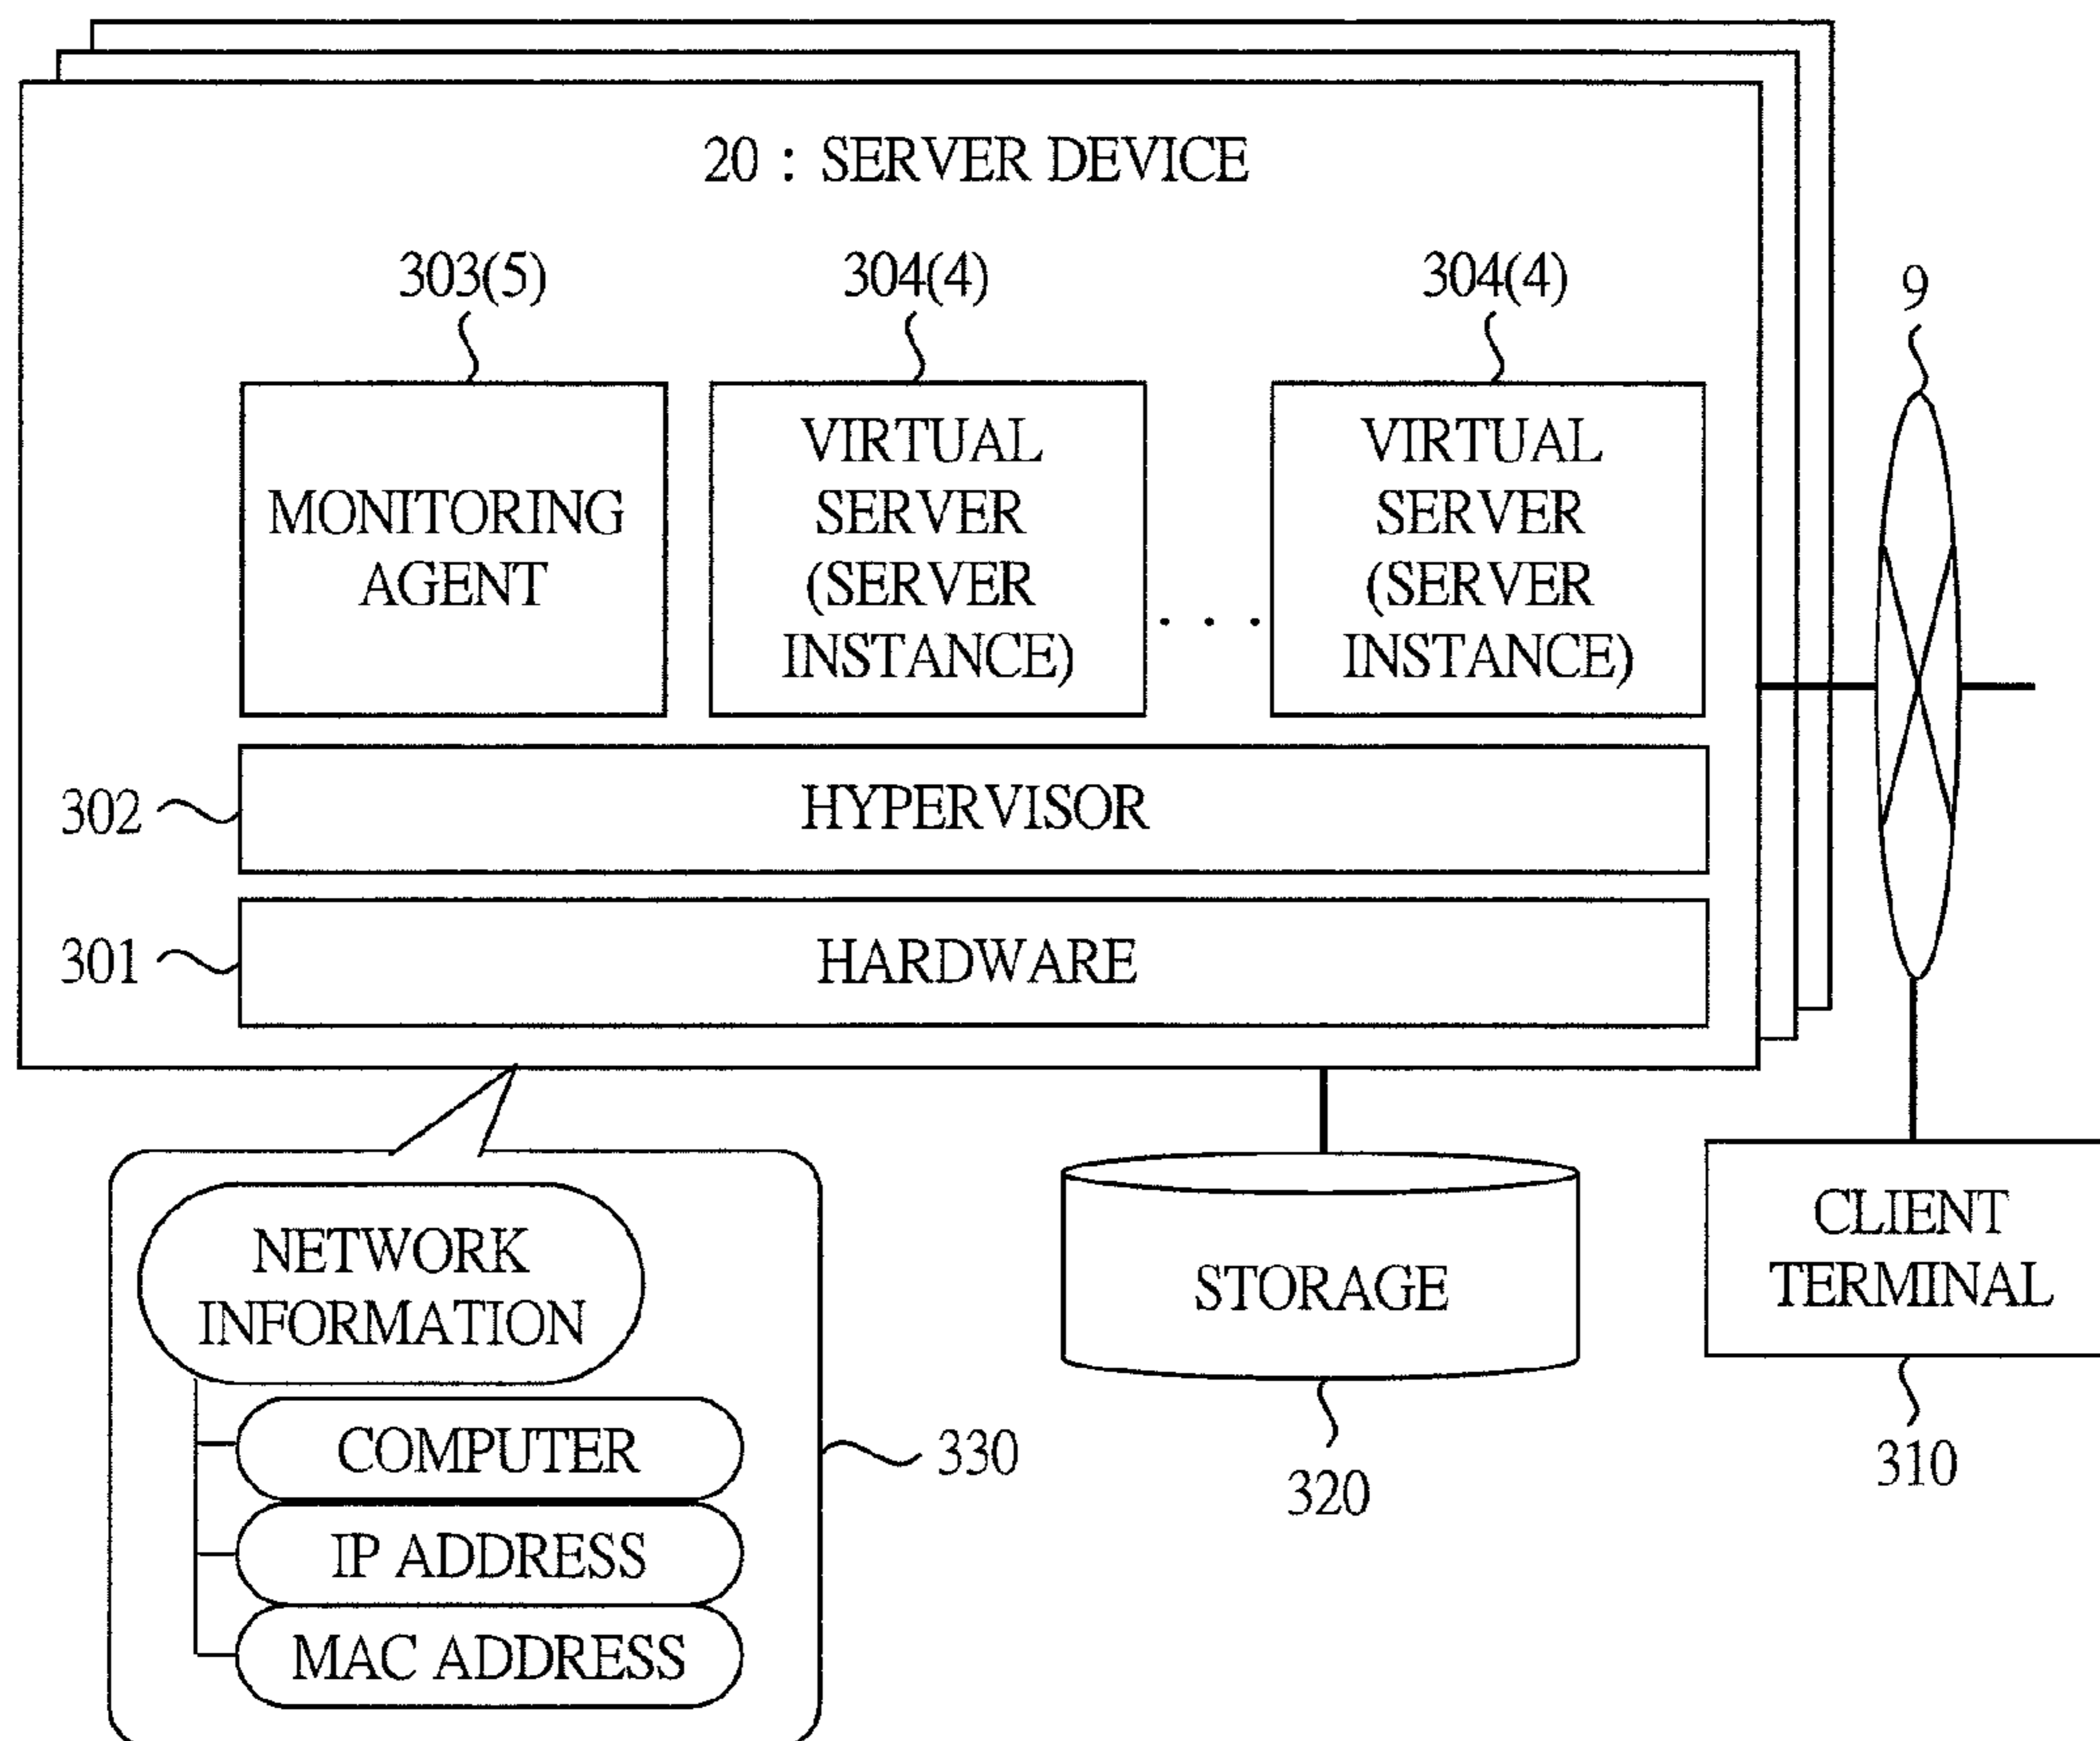 20 : SERVER DEVICE
303(5)
304(4)
304(4)
9
MONITORING
AGENT
VIRTUAL
SERVER
(SERVER
INSTANCE)
. . .
VIRTUAL
SERVER
(SERVER
INSTANCE)
302
HYPERVISOR
301
HARDWARE
NETWORK
INFORMATION
COMPUTER
IP ADDRESS
MAC ADDRESS
330
STORAGE
320
CLIENT
TERMINAL
310